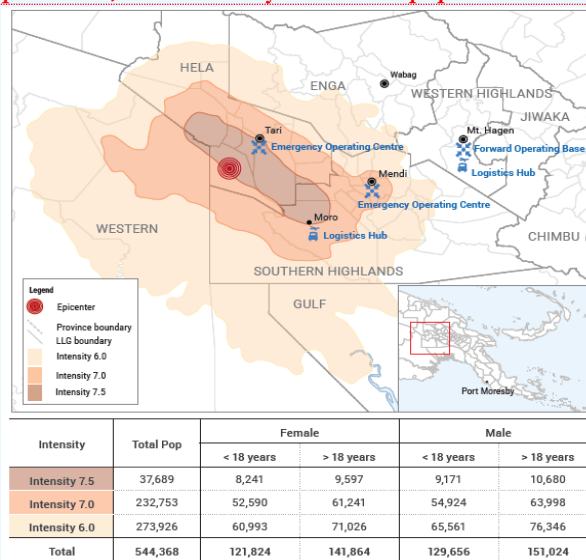 HELA
ENGA
Wabag
WESTERN HIGHLANDS
JIWAKA
Tari
Emergency Operating Centre
Mt. Hagen
Forward Operating Base
Logistics Hub
Mendi
Emergency Operating Centre
Moro
Logistics Hub
WESTERN
CHIMBU
SOUTHERN HIGHLANDS
GULF
Legend
Epicenter
Province boundary
LLG boundary
Intensity 6.0
Intensity 7.0
Intensity 7.5
Port Moresby
Intensity Total Pop Female Male
< 18 years > 18 years < 18 years > 18 years
Intensity 7.5 37,689 8,241 9,597 9,171 10,680
Intensity 7.0 232,753 52,590 61,241 54,924 63,998
Intensity 6.0 273,926 60,993 71,026 65,561 76,346
Total 544,368 121,824 141,864 129,656 151,024